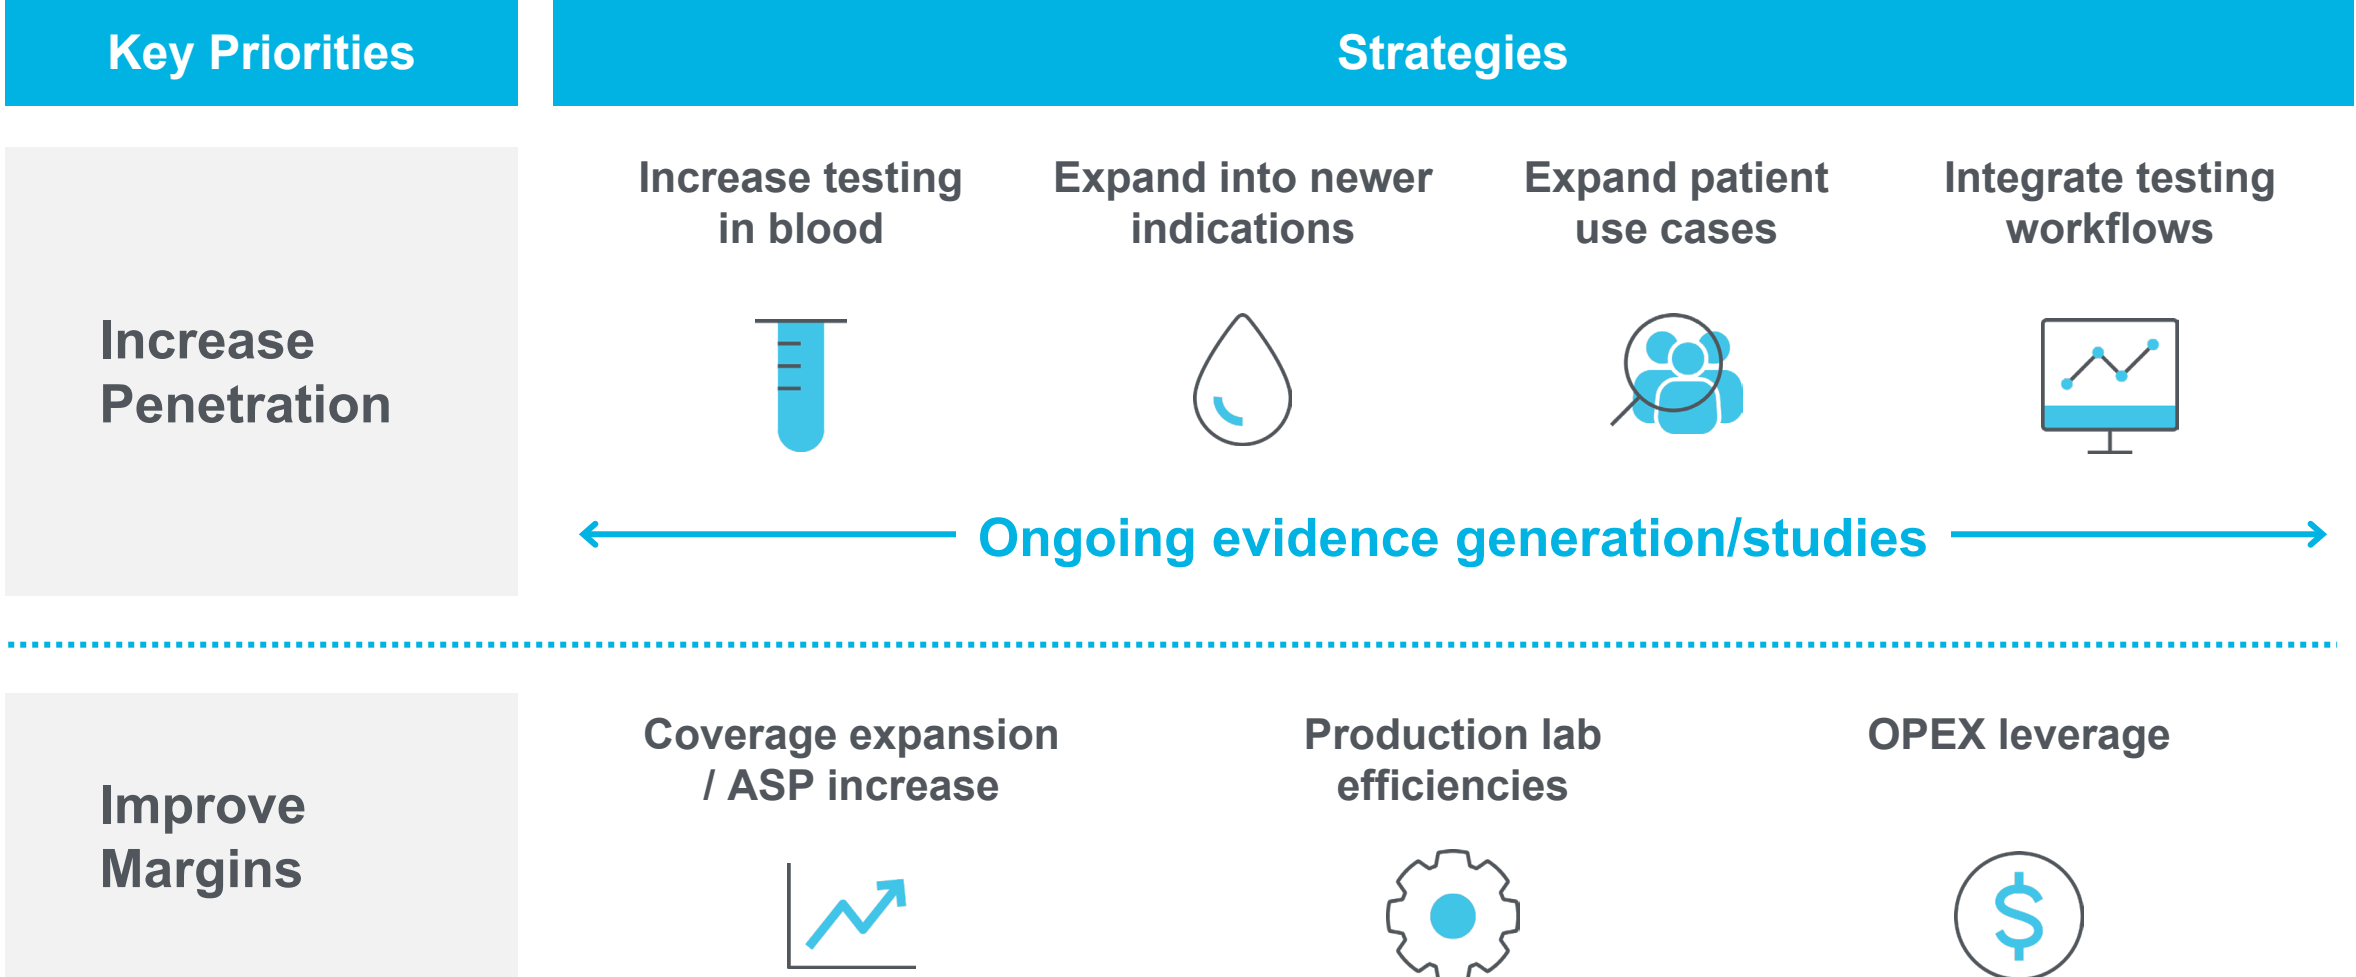 Key Priorities
Strategies
Increase
Penetration
Increase testing
in blood
Expand into newer
indications
Expand patient
use cases
Integrate testing
workflows
Ongoing evidence generation/studies
Improve
Margins
Coverage expansion
/ ASP increase
Production lab
efficiencies
OPEX leverage
$